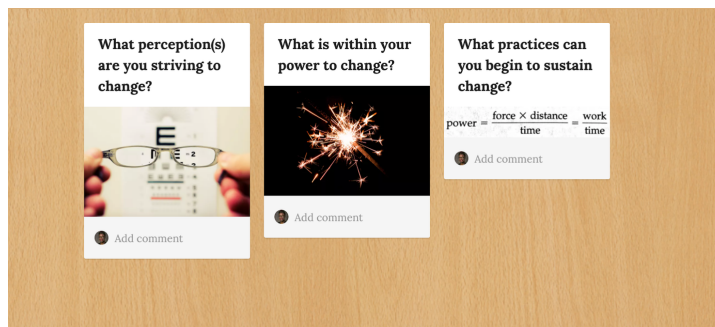 What perception(s)
are you striving to
change?
E
Add comment
What is within your
power to change?
Add comment
What practices can
you begin to sustain
change?
power = force × distance / time = work / time
Add comment